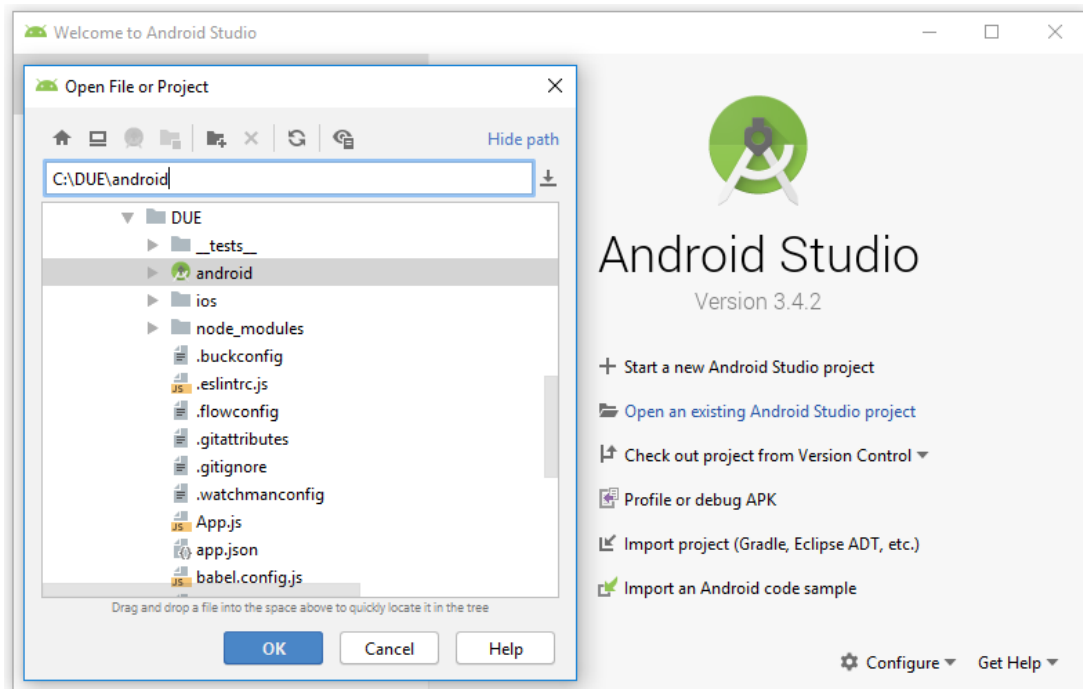 Welcome to Android Studio
Open File or Project
Hide path
C:\DUE\android
DUE
__tests__
android
ios
node_modules
.buckconfig
JS .eslintrc.js
.flowconfig
.gitattributes
.gitignore
.watchmanconfig
JS App.js
app.json
JS babel.config.js
Drag and drop a file into the space above to quickly locate it in the tree
OK Cancel Help
Android Studio
Version 3.4.2
Start a new Android Studio project
Open an existing Android Studio project
Check out project from Version Control
Profile or debug APK
Import project (Gradle, Eclipse ADT, etc.)
Import an Android code sample
Configure Get Help